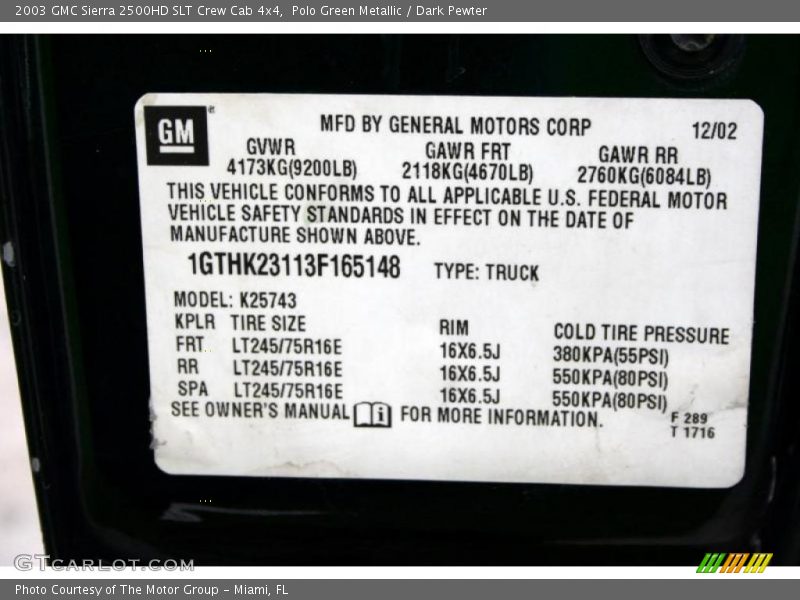 2003 GMC Sierra 2500HD SLT Crew Cab 4x4,  Polo Green Metallic / Dark Pewter
GM
MFD BY GENERAL MOTORS CORP 12/02
GVWR GAWR FRT GAWR RR
4173KG(9200LB) 2118KG(4670LB) 2760KG(6084LB)
THIS VEHICLE CONFORMS TO ALL APPLICABLE U.S. FEDERAL MOTOR
VEHICLE SAFETY STANDARDS IN EFFECT ON THE DATE OF
MANUFACTURE SHOWN ABOVE.
1GTHK23113F165148 TYPE: TRUCK
MODEL: K25743
KPLR TIRE SIZE RIM COLD TIRE PRESSURE
FRT LT245/75R16E 16X6.5J 380KPA(55PSI)
RR LT245/75R16E 16X6.5J 550KPA(80PSI)
SPA LT245/75R16E 16X6.5J 550KPA(80PSI)
SEE OWNER'S MANUAL i FOR MORE INFORMATION.
F 289
T 1716
GTCARLOT.COM
Photo Courtesy of The Motor Group - Miami, FL